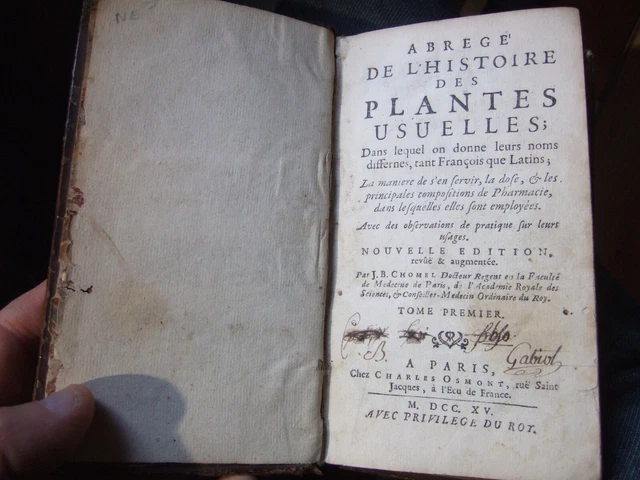 NE
ABREGE'
DE L'HISTOIRE
DES
PLANTES
USUELLES;
Dans lequel on donne leurs noms
differnes, tant François que Latins;
La maniere de s'en servir, la dose, & les
principales compositions de Pharmacie,
dans lesquelles elles sont employées.
Avec des observations de pratique sur leurs
usages.
NOUVELLE EDITION,
revûë & augmentée.
Par J. B. CHOMEL Docteur Regent en la Faculté
de Medecine de Paris, de l'Academie Royale des
Sciences, & Conseiller-Medecin Ordinaire du Roy.
TOME PREMIER.
C. B.
A PARIS,
Chez CHARLES OSMONT, ruë Saint
Jacques, à l'Ecu de France.
M. DCC. XV.
AVEC PRIVILEGE DU ROY.